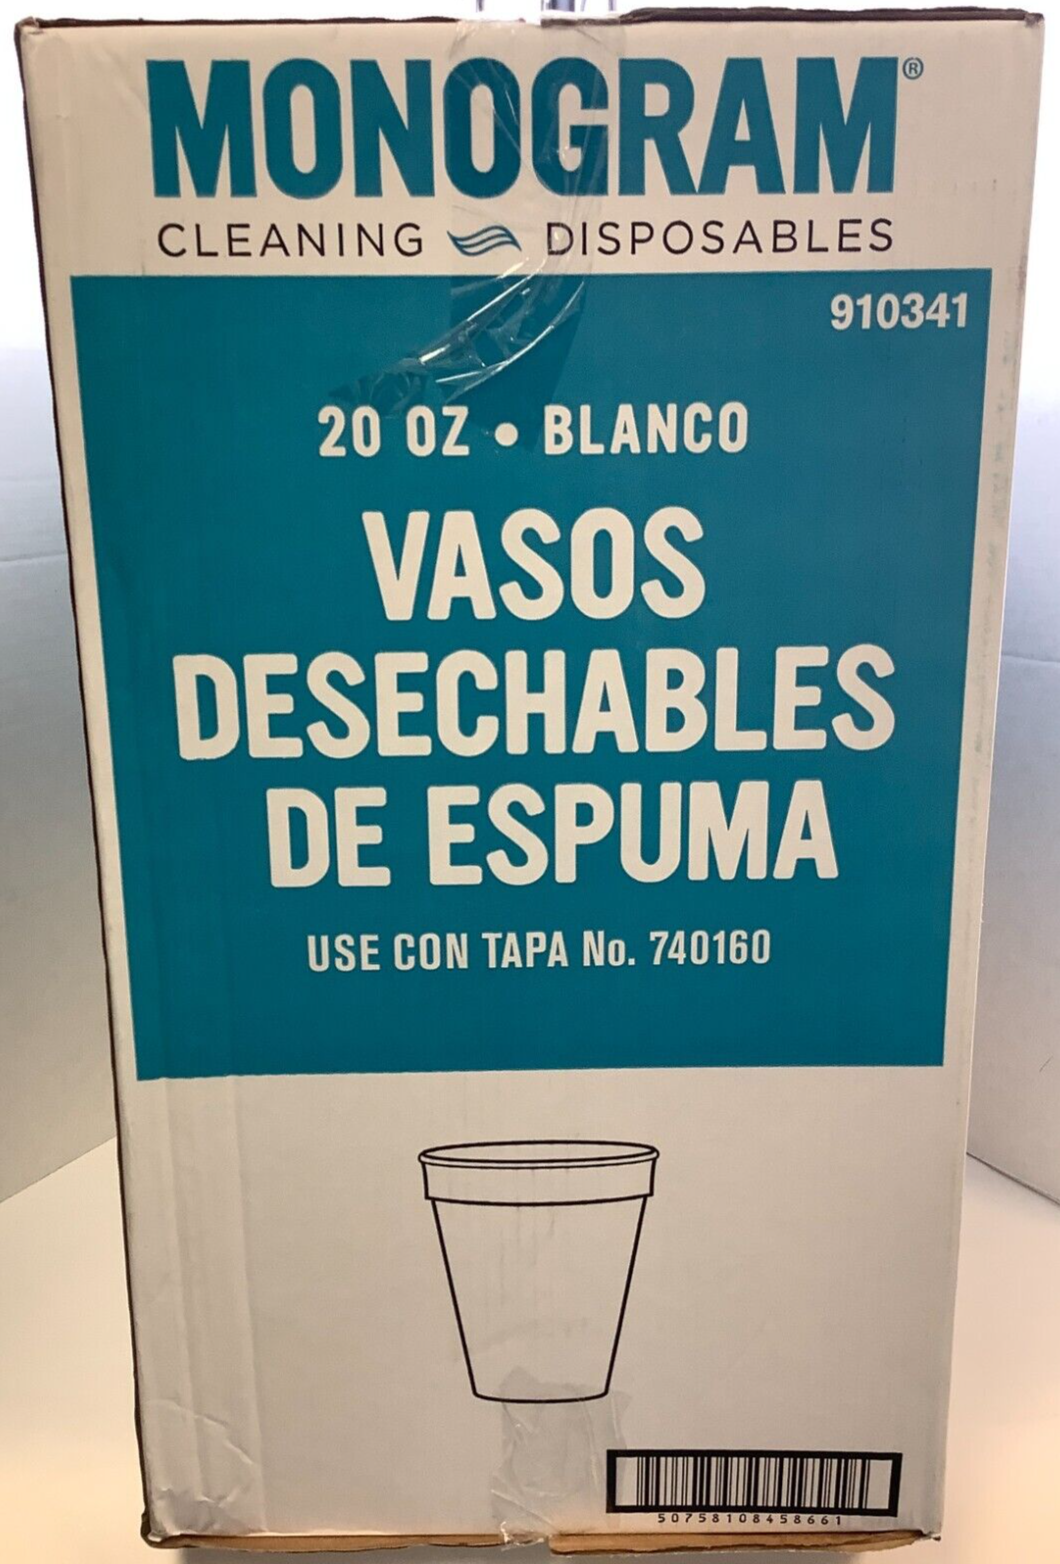 MONOGRAM®
CLEANING DISPOSABLES
910341
20 OZ • BLANCO
VASOS
DESECHABLES
DE ESPUMA
USE CON TAPA No. 740160
50758108458661